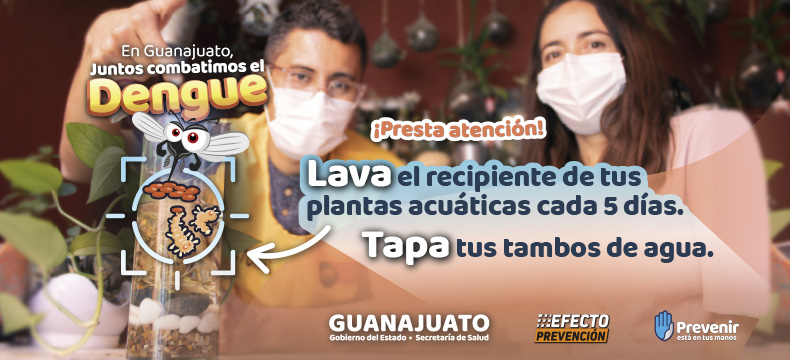 En Guanajuato,
Juntos combatimos el
Dengue
¡Presta atención!
Lava el recipiente de tus
plantas acuáticas cada 5 días.
Tapa tus tambos de agua.
GUANAJUATO
Gobierno del Estado • Secretaría de Salud
EFECTO
PREVENCIÓN
Prevenir
está en tus manos